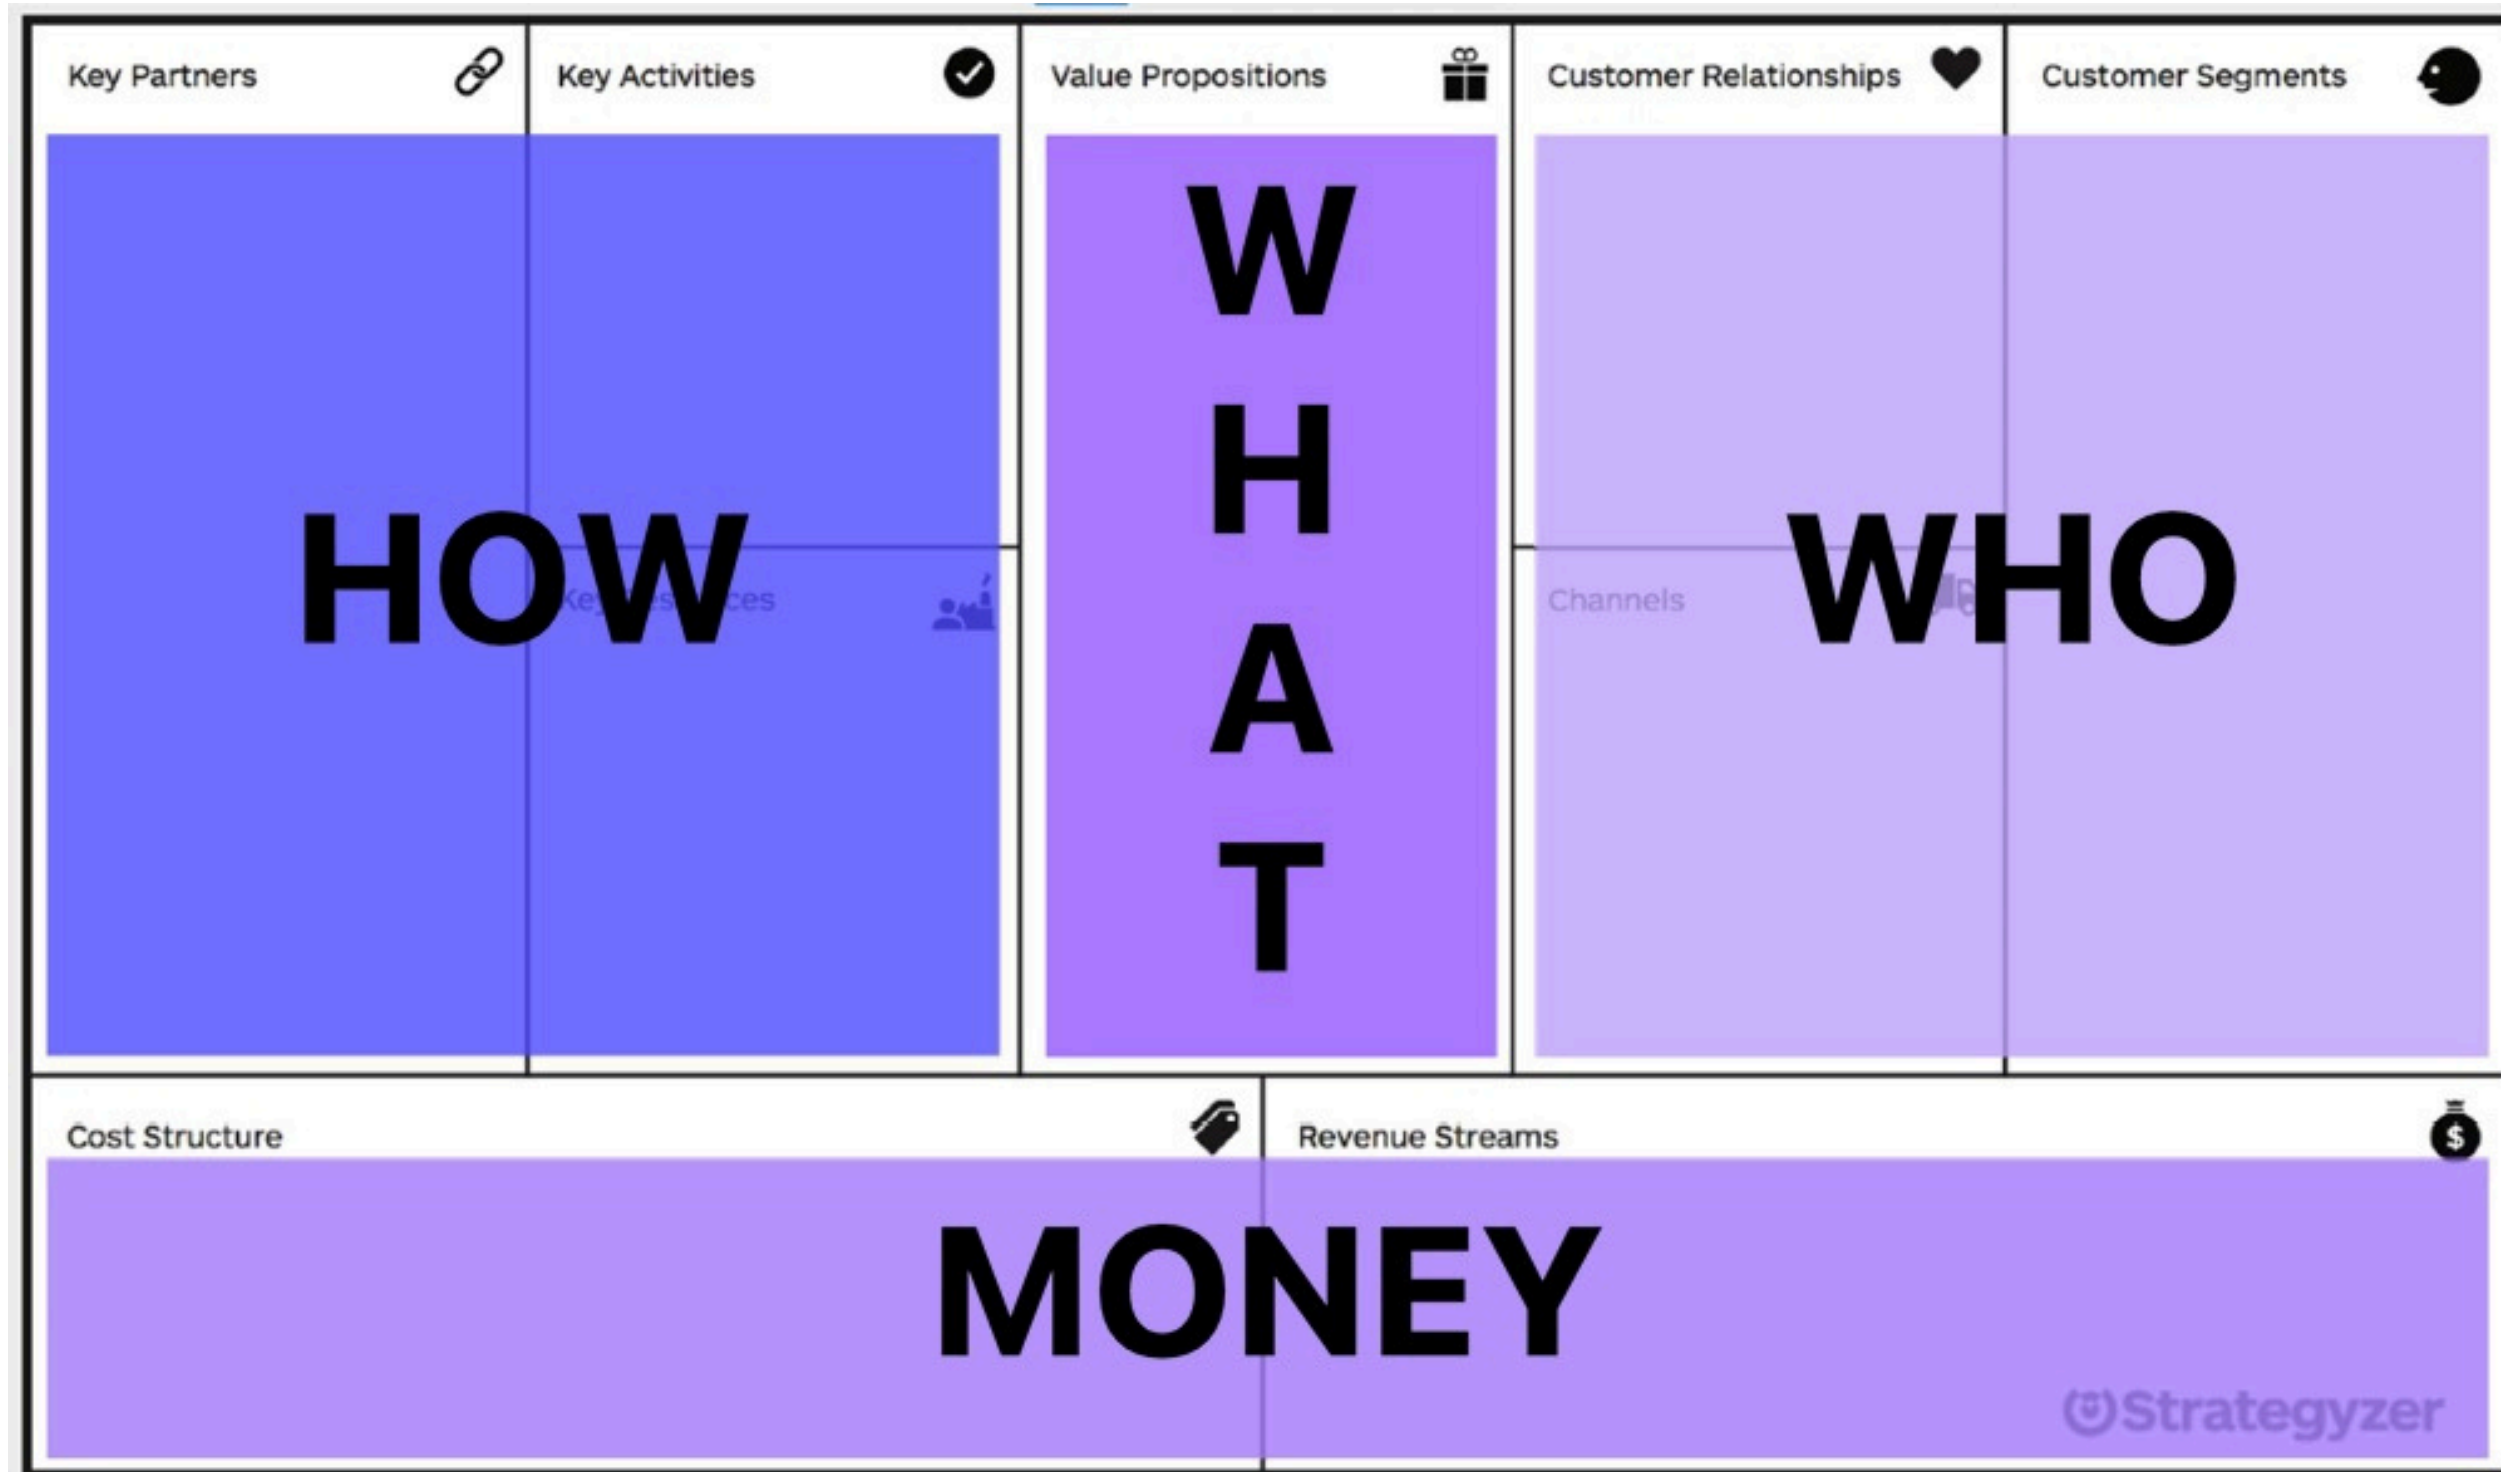 Key Partners
Key Activities
Value Propositions
Customer Relationships
Customer Segments
W
H
A
T
HOW
WHO
Key
Channels
Cost Structure
Revenue Streams
$
MONEY
Strategyzer